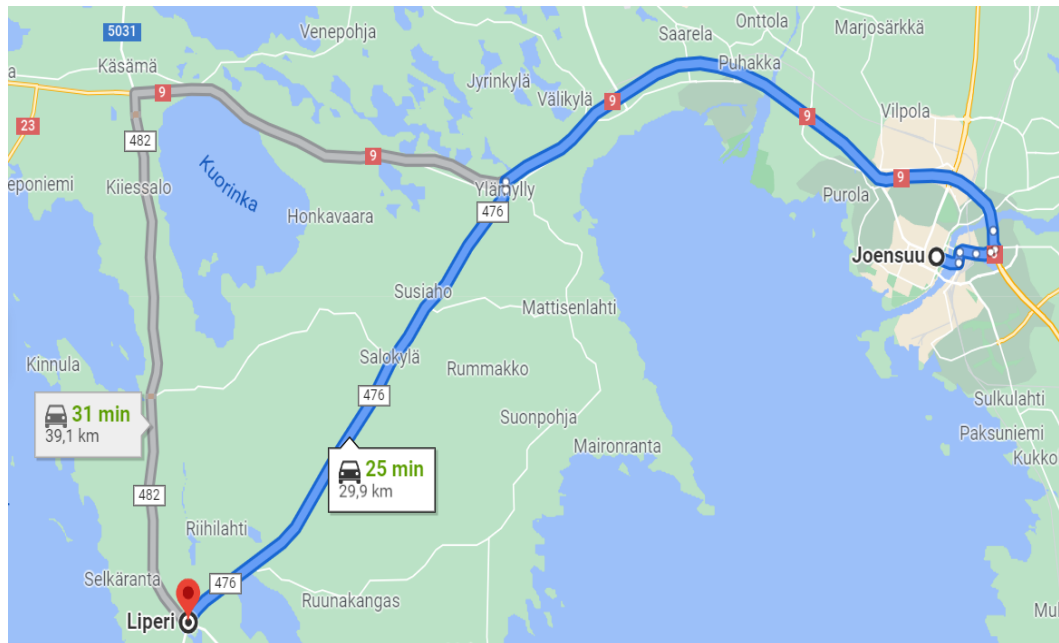 5031
Venepohja
Onttola
Saarela
Marjosärkkä
Käsämä
Puhakka
Jyrinkylä
9
Välikylä
9
23
9
Vilpola
482
9
Kiiessalo
Kuorinka
9
Purola
eponiemi
476
Honkavaara
Joensuu
Susiaho
Mattisenlahti
Kinnula
Salokylä
Rummakko
476
Sulkulahti
31 min
39,1 km
Suonpohja
Paksuniemi
Maironranta
Kukko
25 min
29,9 km
482
Riihilahti
Selkäranta
476
Ruunakangas
Liperi
Mul